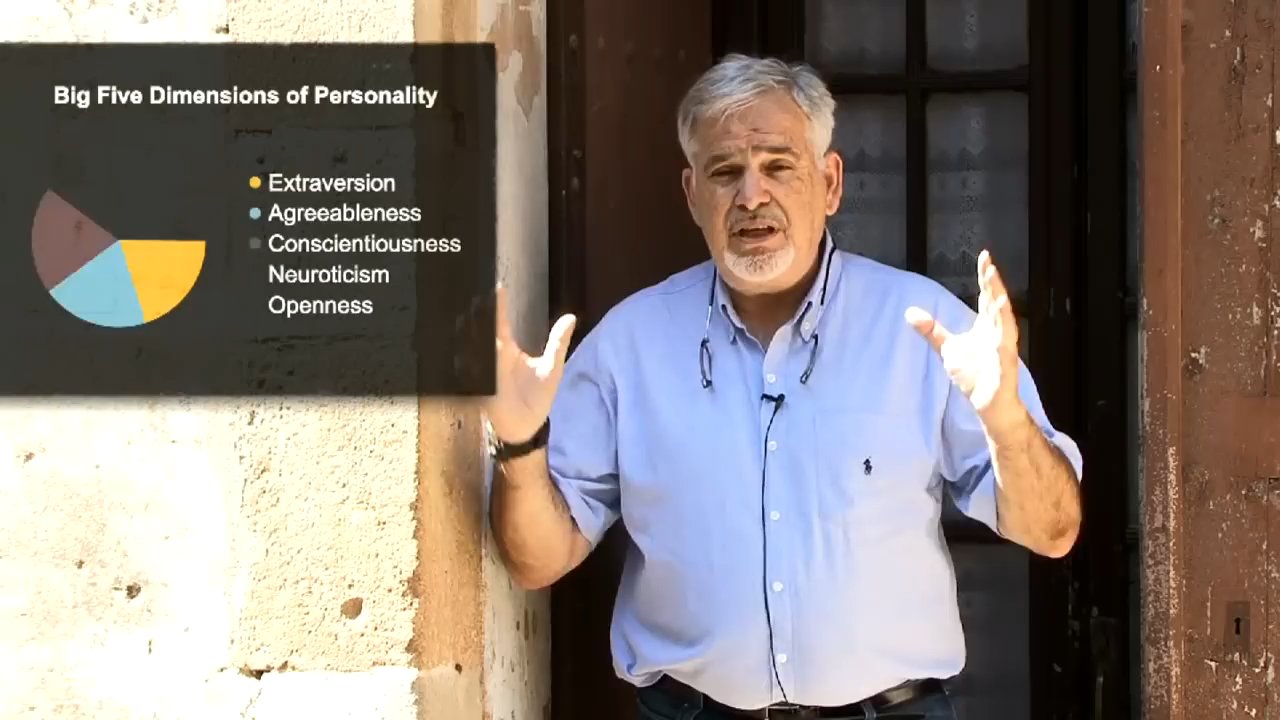 Big Five Dimensions of Personality
Extraversion
Agreeableness
Conscientiousness
Neuroticism
Openness